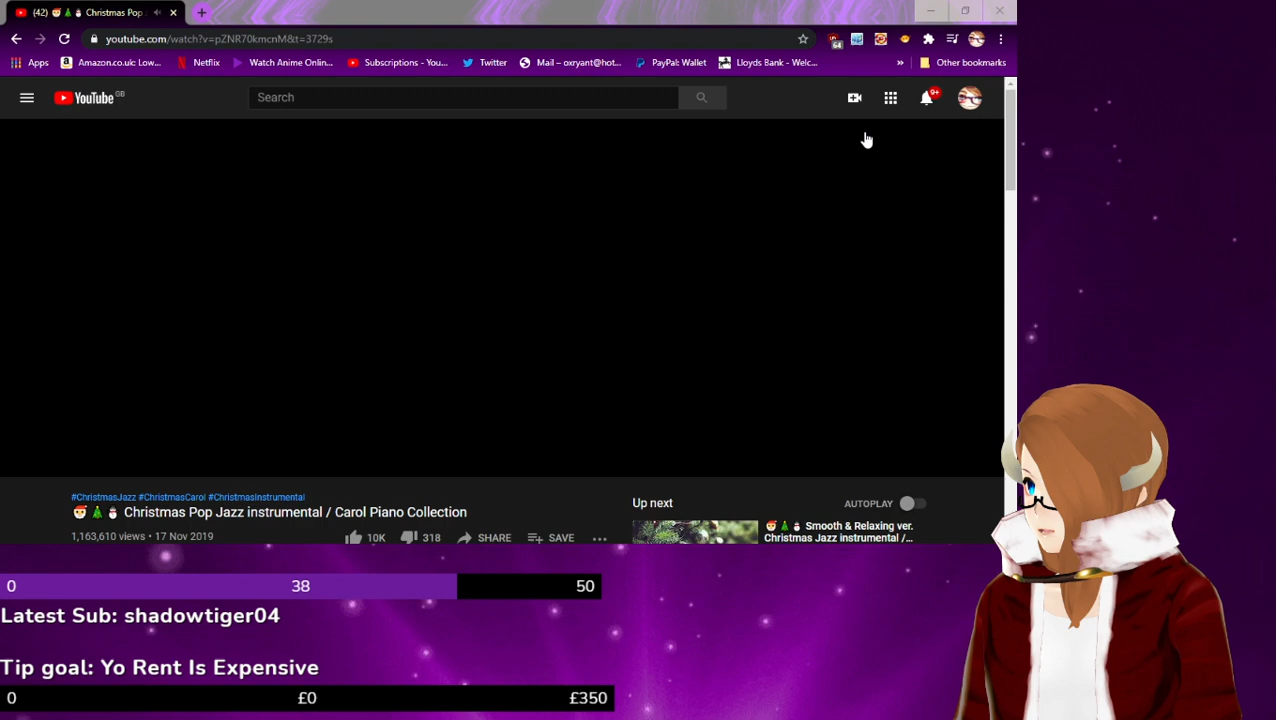 (42) 🎅🎄⛄ Christmas Pop
youtube.com/watch?v=pZNR70kmcnM&t=3729s
64
Apps Amazon.co.uk: Low... Netflix Watch Anime Online... Subscriptions - You... Twitter Mail – oxryant@hot... PayPal: Wallet Lloyds Bank - Welc... » Other bookmarks
YouTube GB Search 9+
#ChristmasJazz #ChristmasCarol #ChristmasInstrumental
🎅🎄⛄ Christmas Pop Jazz instrumental / Carol Piano Collection
1,163,610 views • 17 Nov 2019
10K 318 SHARE SAVE
Up next AUTOPLAY
🎅🎄⛄ Smooth & Relaxing ver.
Christmas Jazz instrumental /...
0 38 50
Latest Sub: shadowtiger04
Tip goal: Yo Rent Is Expensive
0 £0 £350